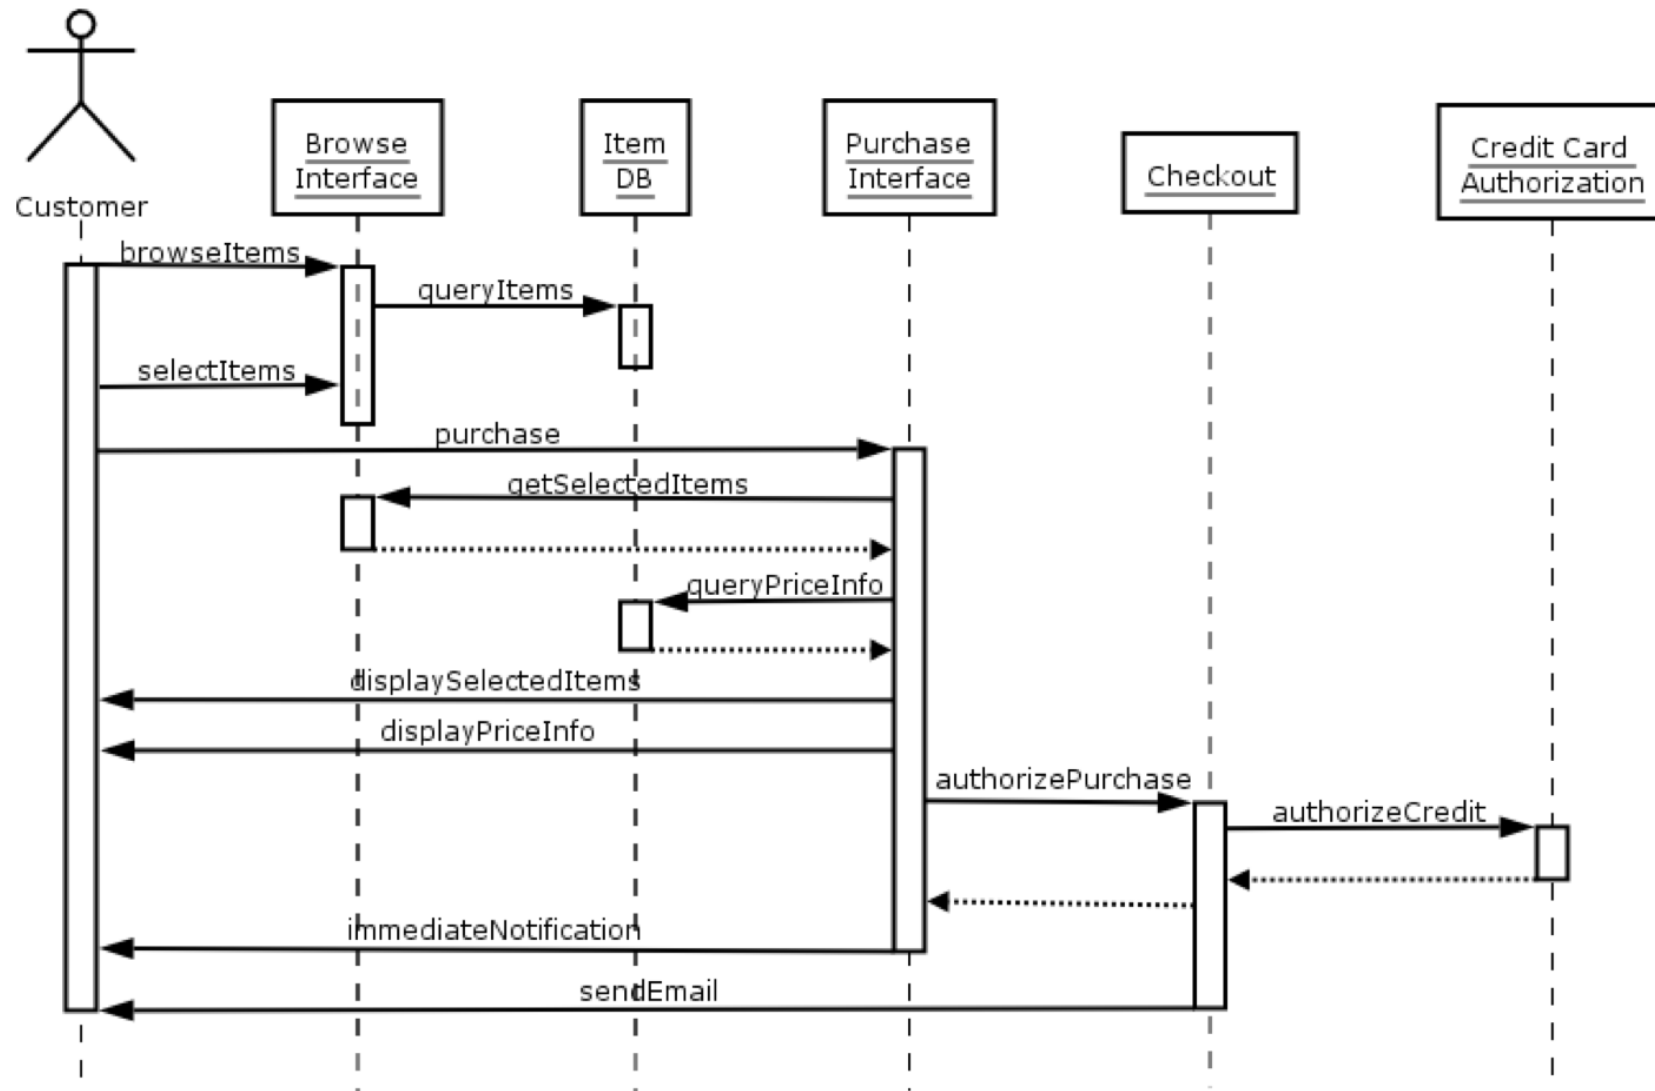 Browse
Interface
Item
DB
Purchase
Interface
Checkout
Credit Card
Authorization
Customer
browseItems
queryItems
selectItems
purchase
getSelectedItems
queryPriceInfo
displaySelectedItems
displayPriceInfo
authorizePurchase
authorizeCredit
immediateNotification
sendEmail